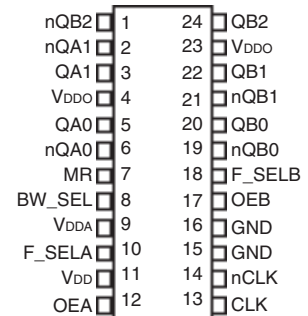 nQB2 1 24 QB2
nQA1 2 23 VDDO
QA1 3 22 QB1
VDDO 4 21 nQB1
QA0 5 20 QB0
nQA0 6 19 nQB0
MR 7 18 F_SELB
BW_SEL 8 17 OEB
VDDA 9 16 GND
F_SELA 10 15 GND
VDD 11 14 nCLK
OEA 12 13 CLK